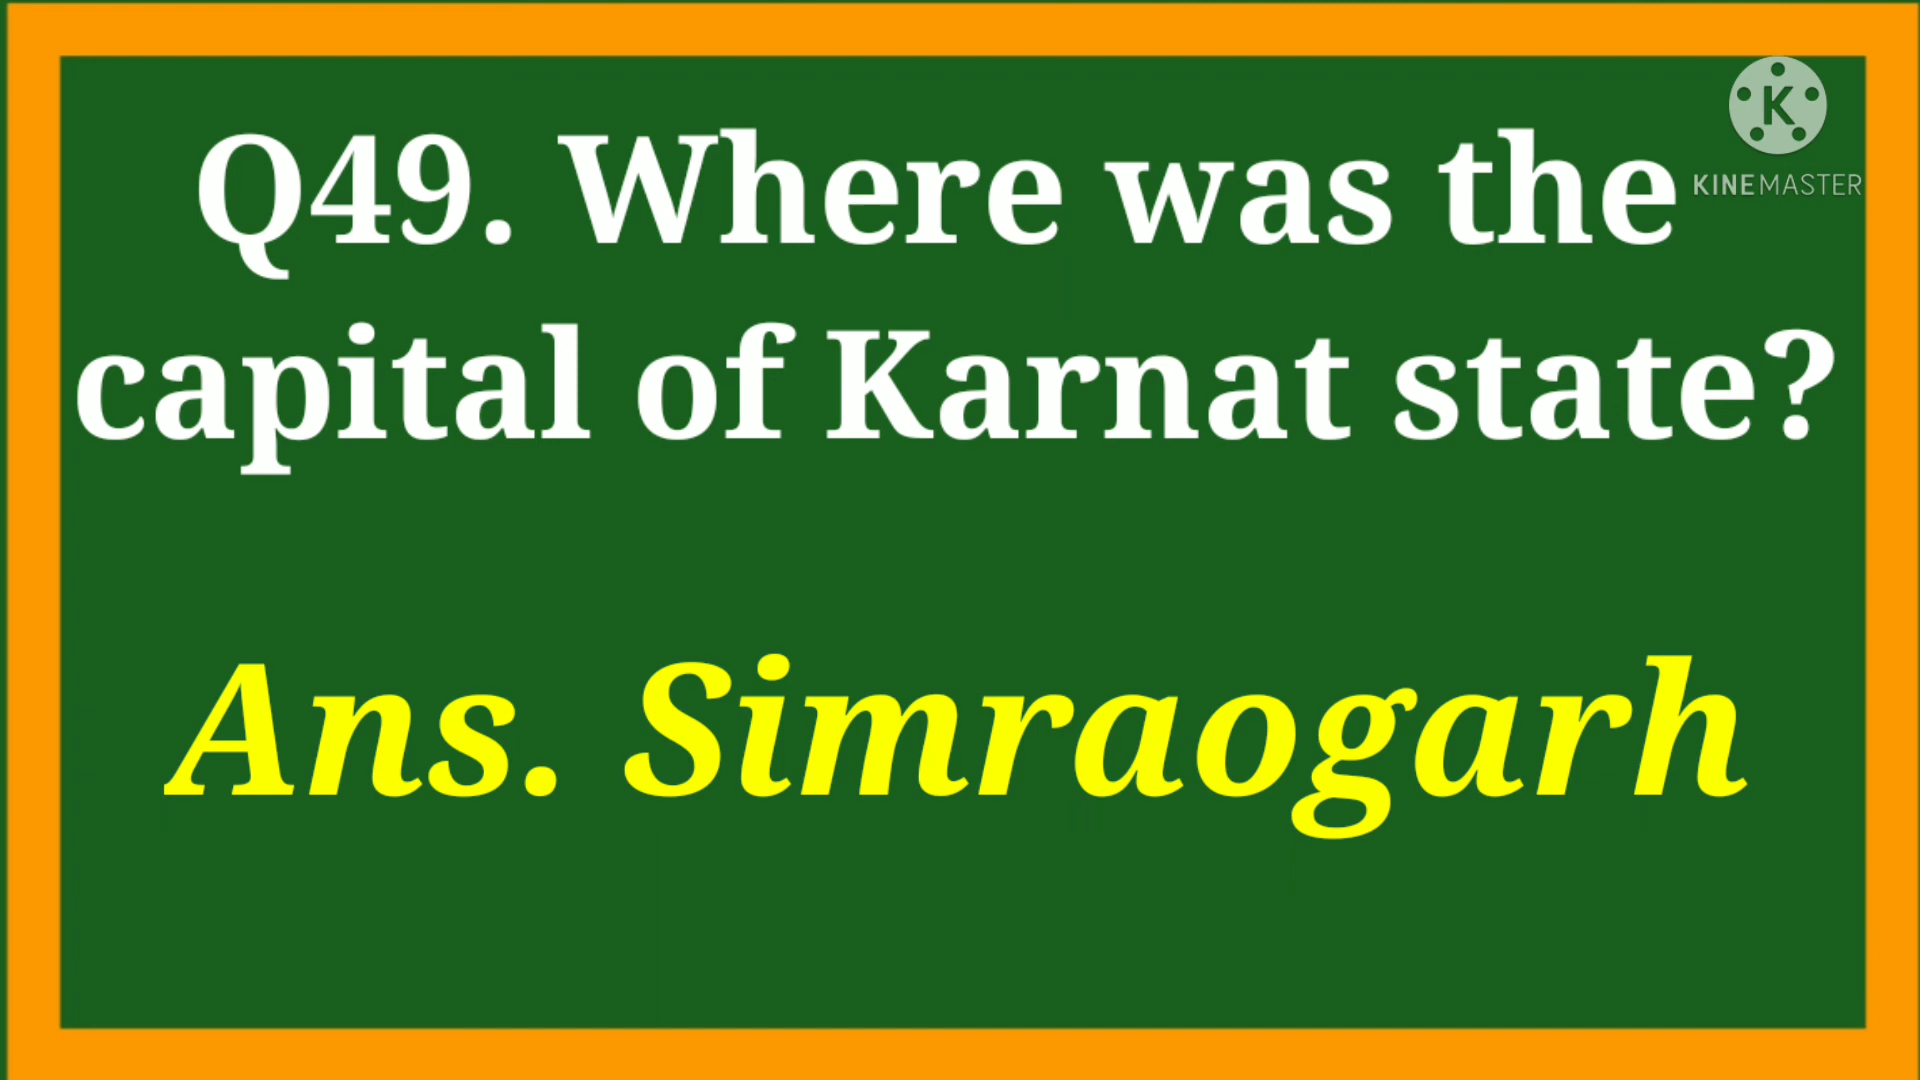 Q49. Where was the
capital of Karnat state?
Ans. Simraogarh
K
KINEMASTER